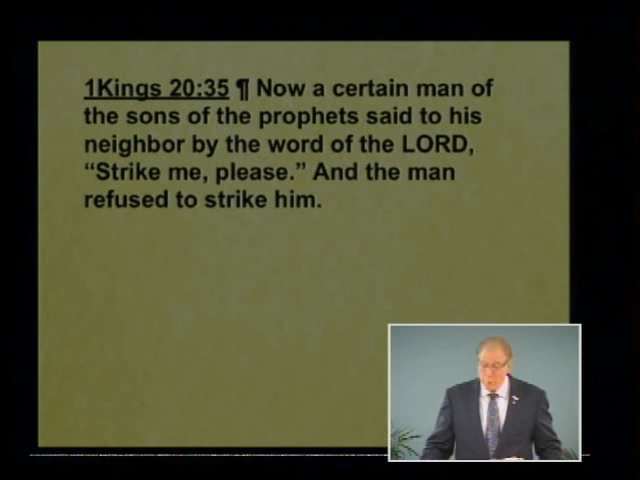 1Kings 20:35 ¶ Now a certain man of
the sons of the prophets said to his
neighbor by the word of the LORD,
“Strike me, please.” And the man
refused to strike him.